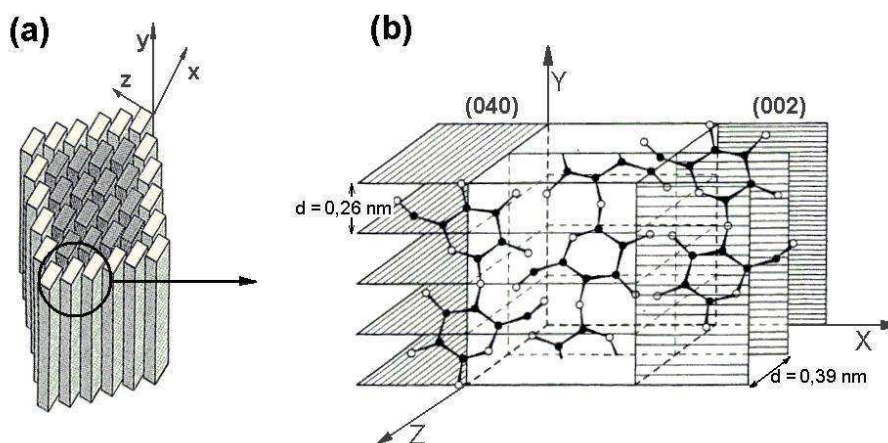 (a)
y
x
z
(b)
Y
(040)
(002)
d = 0,26 nm
X
d = 0,39 nm
Z